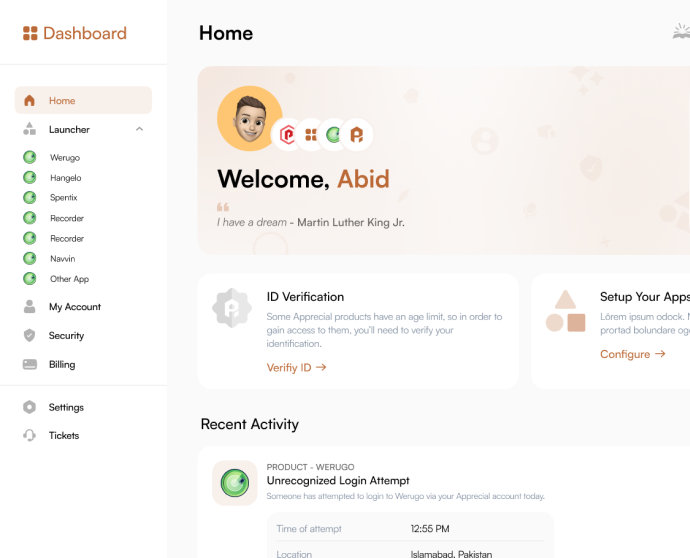 Dashboard
Home
Launcher
Werugo
Hangelo
Spentix
Recorder
Recorder
Navvin
Other App
My Account
Security
Billing
Settings
Tickets
Home
Welcome, Abid
I have a dream - Martin Luther King Jr.
ID Verification
Some Apprecial products have an age limit, so in order to
gain access to them, you'll need to verify your
identification.
Verifiy ID →
Setup Your Apps
Lörem ipsum odock.
prortad bolundare
Configure →
Recent Activity
PRODUCT - WERUGO
Unrecognized Login Attempt
Someone has attempted to login to Werugo via your Apprecial account today.
Time of attempt 12:55 PM
Location Islamabad, Pakistan